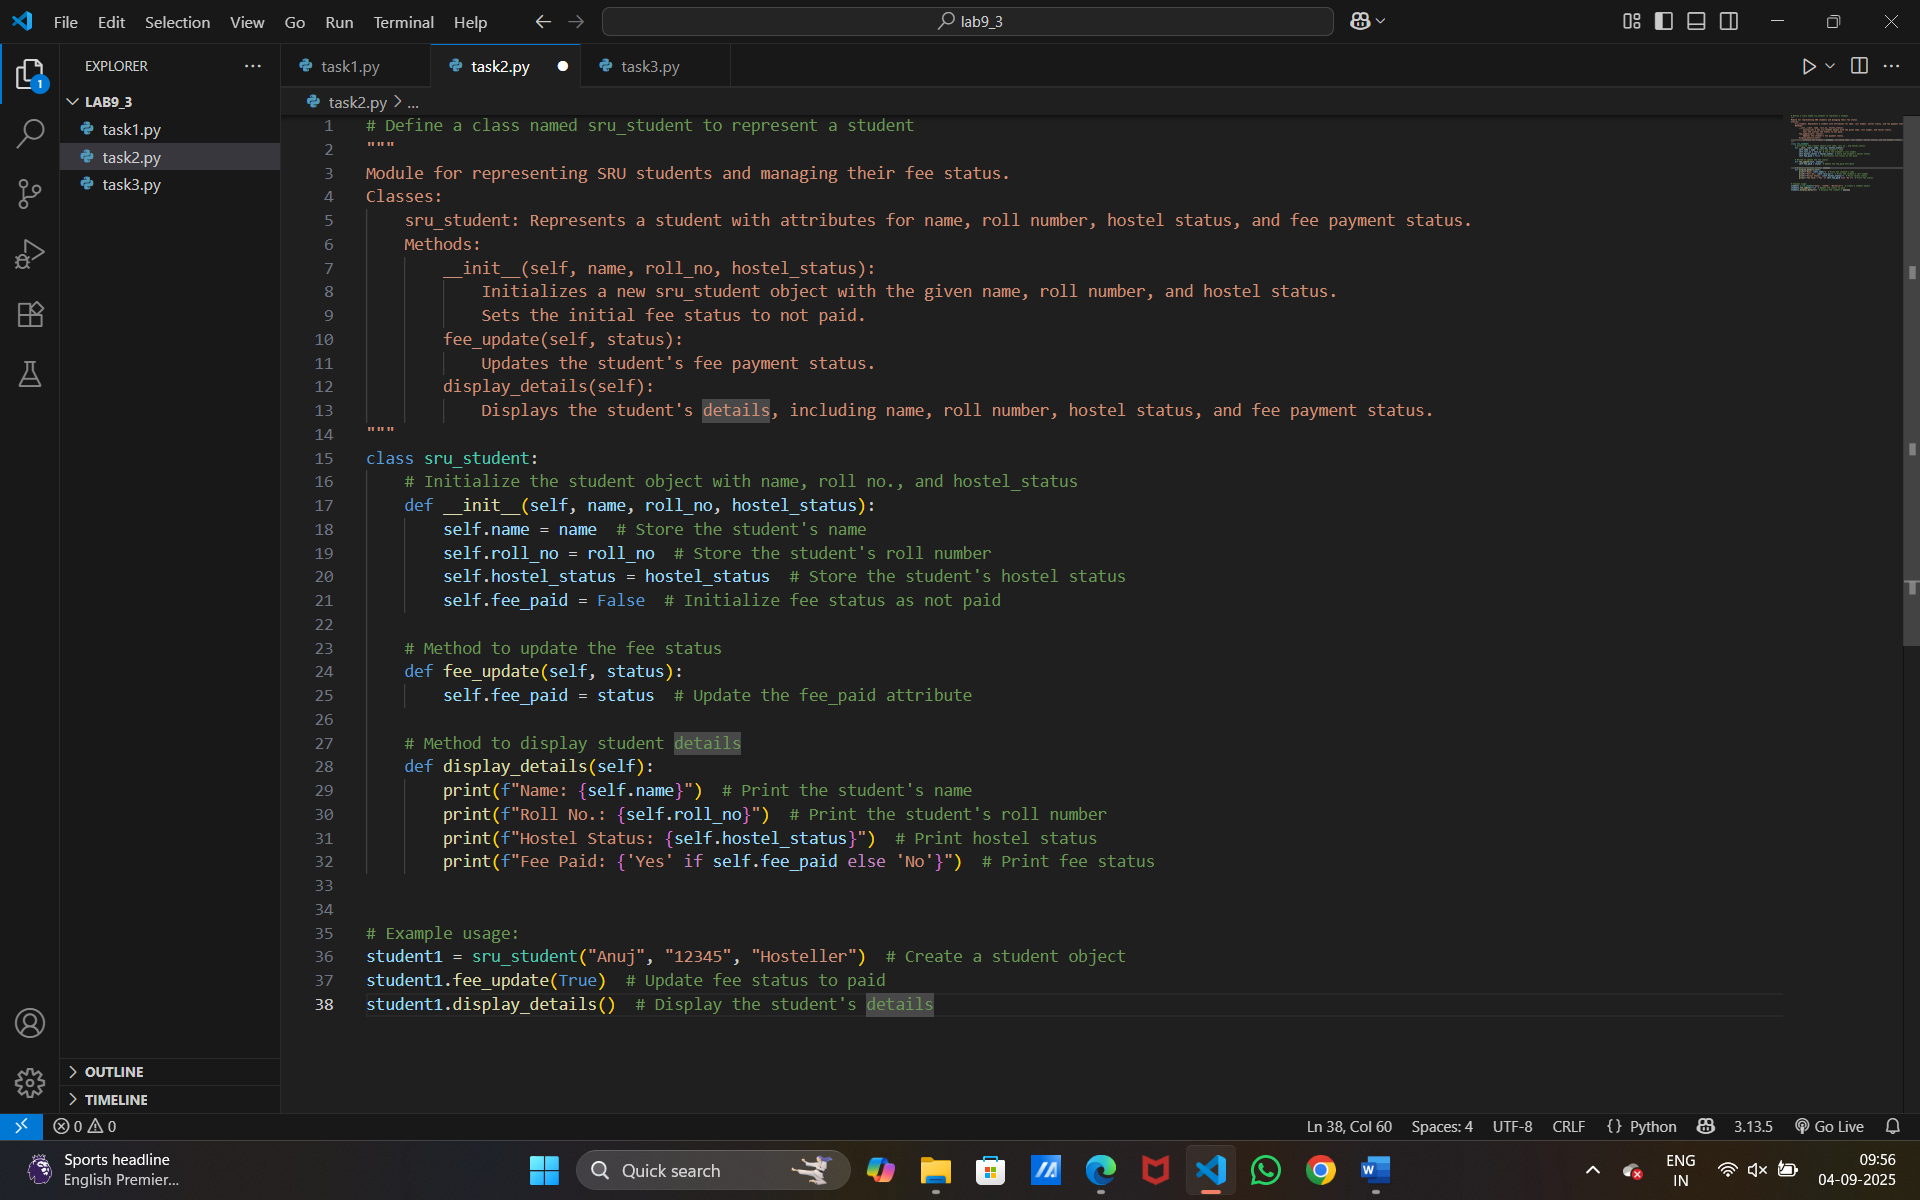 File Edit Selection View Go Run Terminal Help
lab9_3
EXPLORER
LAB9_3
task1.py
task2.py
task3.py
OUTLINE
TIMELINE
1
task1.py
task2.py
task3.py
task2.py > ...
1 # Define a class named sru_student to represent a student
2 """
3 Module for representing SRU students and managing their fee status.
4 Classes:
5     sru_student: Represents a student with attributes for name, roll number, hostel status, and fee payment status.
6     Methods:
7         __init__(self, name, roll_no, hostel_status):
8             Initializes a new sru_student object with the given name, roll number, and hostel status.
9             Sets the initial fee status to not paid.
10         fee_update(self, status):
11             Updates the student's fee payment status.
12         display_details(self):
13             Displays the student's details, including name, roll number, hostel status, and fee payment status.
14 """
15 class sru_student:
16     # Initialize the student object with name, roll no., and hostel_status
17     def __init__(self, name, roll_no, hostel_status):
18         self.name = name  # Store the student's name
19         self.roll_no = roll_no  # Store the student's roll number
20         self.hostel_status = hostel_status  # Store the student's hostel status
21         self.fee_paid = False  # Initialize fee status as not paid
22
23     # Method to update the fee status
24     def fee_update(self, status):
25         self.fee_paid = status  # Update the fee_paid attribute
26
27     # Method to display student details
28     def display_details(self):
29         print(f"Name: {self.name}")  # Print the student's name
30         print(f"Roll No.: {self.roll_no}")  # Print the student's roll number
31         print(f"Hostel Status: {self.hostel_status}")  # Print hostel status
32         print(f"Fee Paid: {'Yes' if self.fee_paid else 'No'}")  # Print fee status
33
34
35 # Example usage:
36 student1 = sru_student("Anuj", "12345", "Hosteller")  # Create a student object
37 student1.fee_update(True)  # Update fee status to paid
38 student1.display_details()  # Display the student's details
0 0
Ln 38, Col 60 Spaces: 4 UTF-8 CRLF {} Python 3.13.5 Go Live
Sports headline
English Premier...
Quick search
ENG
IN
09:56
04-09-2025